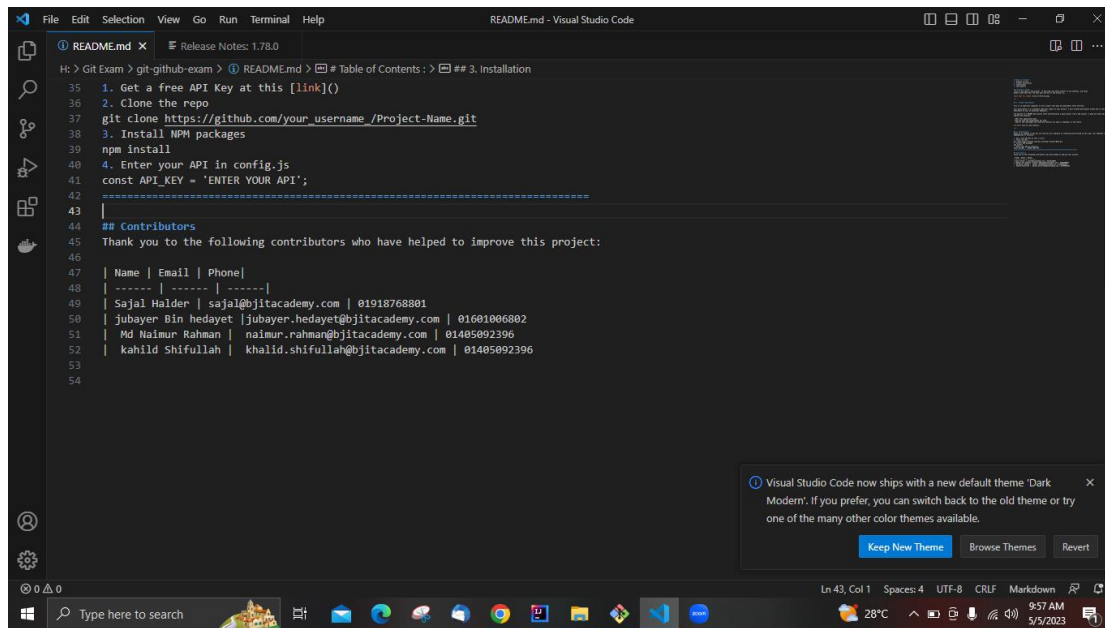 File Edit Selection View Go Run Terminal Help README.md - Visual Studio Code
README.md Release Notes: 1.78.0
H: > Git Exam > git-github-exam > README.md > # Table of Contents : > ## 3. Installation
35 1. Get a free API Key at this [link]()
36 2. Clone the repo
37 git clone https://github.com/your_username_/Project-Name.git
38 3. Install NPM packages
39 npm install
40 4. Enter your API in config.js
41 const API_KEY = 'ENTER YOUR API';
42 =============================================================================
43
44 ## Contributors
45 Thank you to the following contributors who have helped to improve this project:
46
47 | Name | Email | Phone|
48 | ------ | ------ | ------|
49 | Sajal Halder | sajal@bjitacademy.com | 01918768801
50 | jubayer Bin hedayet |jubayer.hedayet@bjitacademy.com | 01601006802
51 | Md Naimur Rahman | naimur.rahman@bjitacademy.com | 01405092396
52 | kahild Shifullah | khalid.shifullah@bjitacademy.com | 01405092396
53
54
Visual Studio Code now ships with a new default theme 'Dark
Modern'. If you prefer, you can switch back to the old theme or try
one of the many other color themes available.
Keep New Theme Browse Themes Revert
0 0 Ln 43, Col 1 Spaces: 4 UTF-8 CRLF Markdown
Type here to search zoom 28°C 9:57 AM
5/5/2023